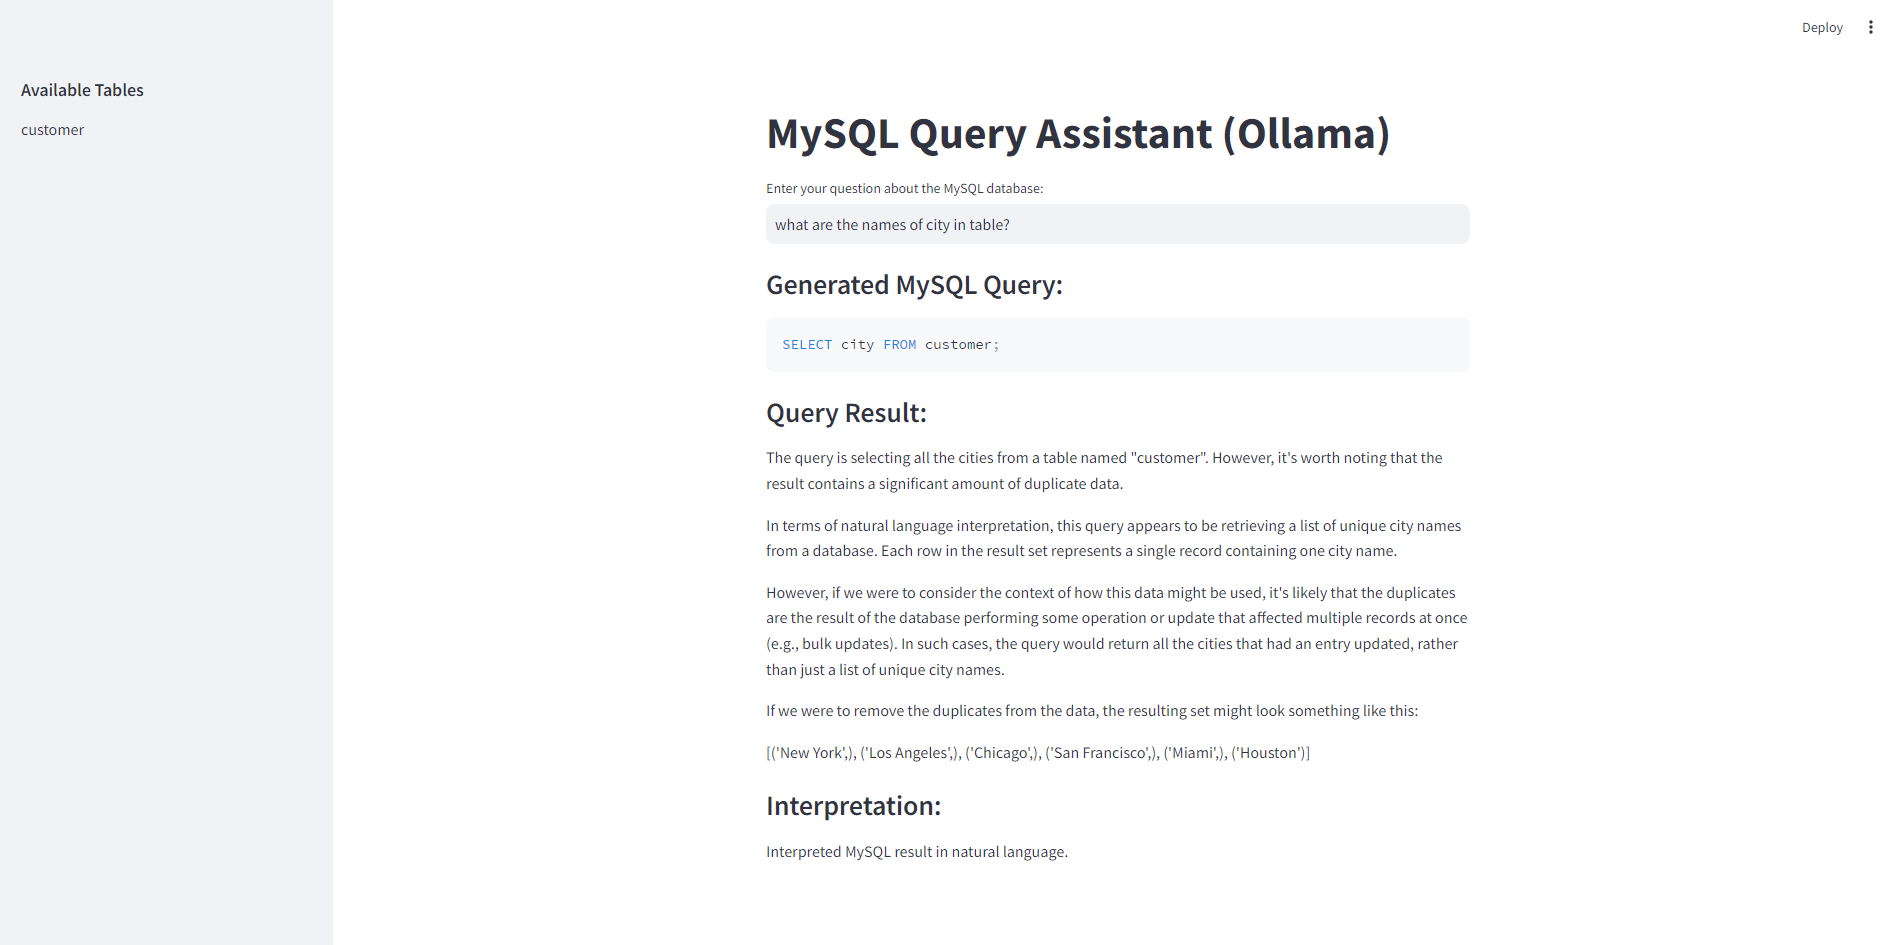 Deploy
Available Tables
customer
MySQL Query Assistant (Ollama)
Enter your question about the MySQL database:
what are the names of city in table?
Generated MySQL Query:
SELECT city FROM customer;
Query Result:
The query is selecting all the cities from a table named "customer". However, it's worth noting that the
result contains a significant amount of duplicate data.
In terms of natural language interpretation, this query appears to be retrieving a list of unique city names
from a database. Each row in the result set represents a single record containing one city name.
However, if we were to consider the context of how this data might be used, it's likely that the duplicates
are the result of the database performing some operation or update that affected multiple records at once
(e.g., bulk updates). In such cases, the query would return all the cities that had an entry updated, rather
than just a list of unique city names.
If we were to remove the duplicates from the data, the resulting set might look something like this:
[('New York',), ('Los Angeles',), ('Chicago',), ('San Francisco',), ('Miami',), ('Houston')]
Interpretation:
Interpreted MySQL result in natural language.